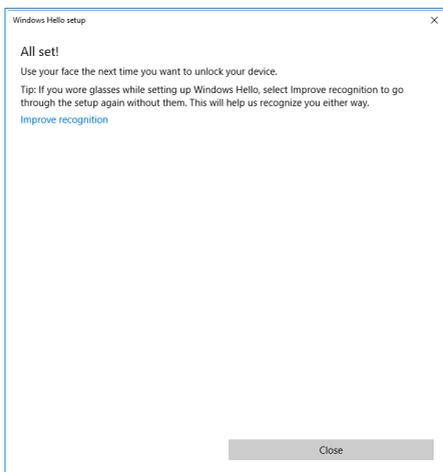 Windows Hello setup
All set!
Use your face the next time you want to unlock your device.
Tip: If you wore glasses while setting up Windows Hello, select Improve recognition to go
through the setup again without them. This will help us recognize you either way.
Improve recognition
Close